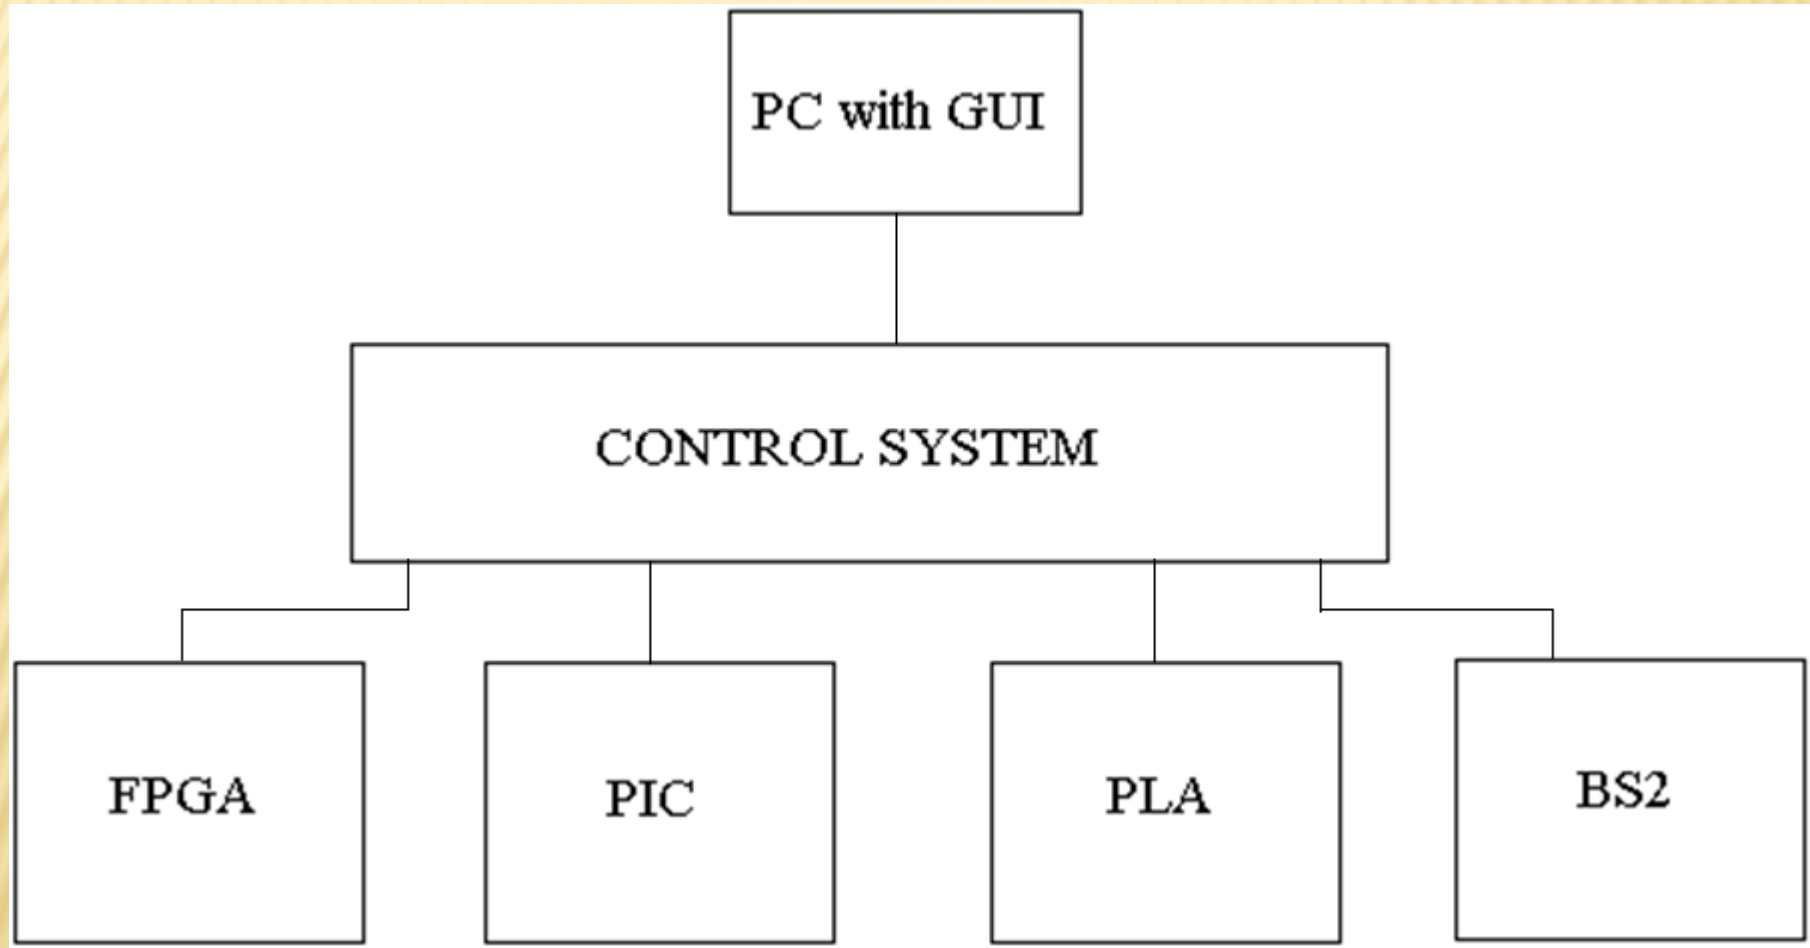 PC with GUI
CONTROL SYSTEM
FPGA
PIC
PLA
BS2